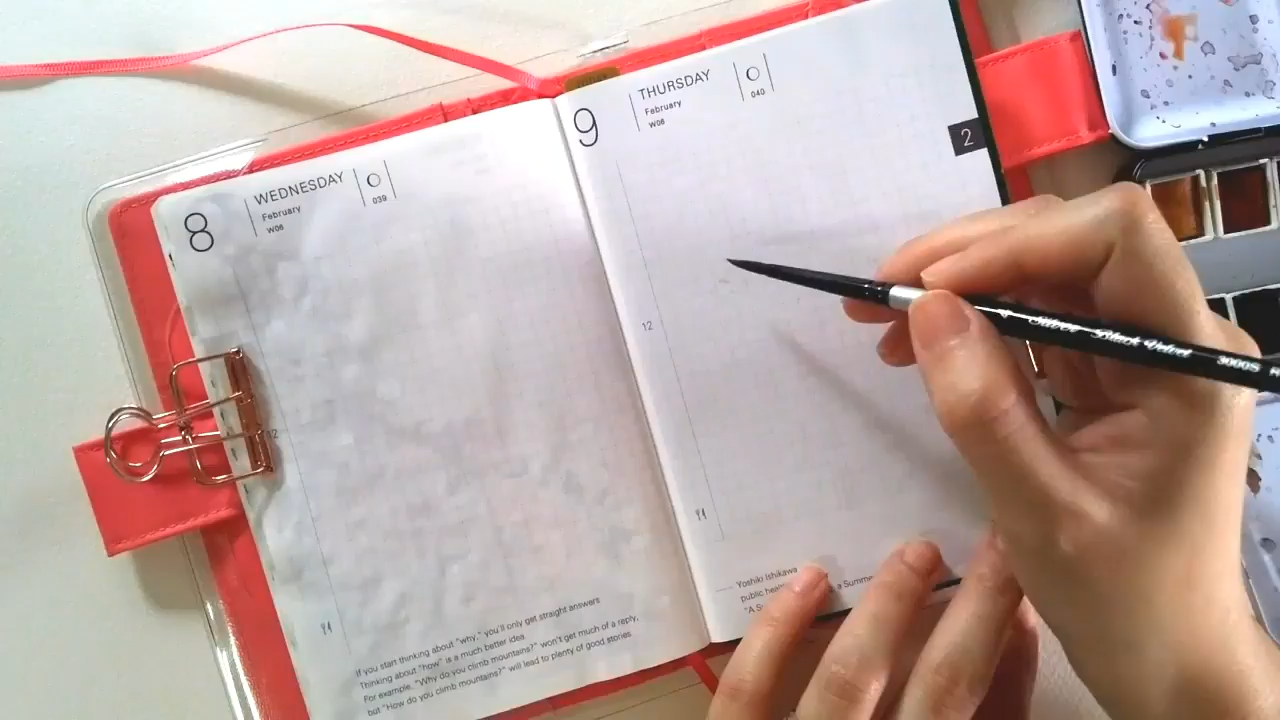 8
WEDNESDAY
February
W06
039
12
If you start thinking about "why," you'll only get straight answers
Thinking about "how" is a much better idea
For example, "Why do you climb mountains?" won't get much of a reply,
but "How do you climb mountains?" will lead to plenty of good stories
9
THURSDAY
February
W06
040
2
12
Yoshiki Ishikawa
public
a Summe
"A
Silver Black Velvet
3000S